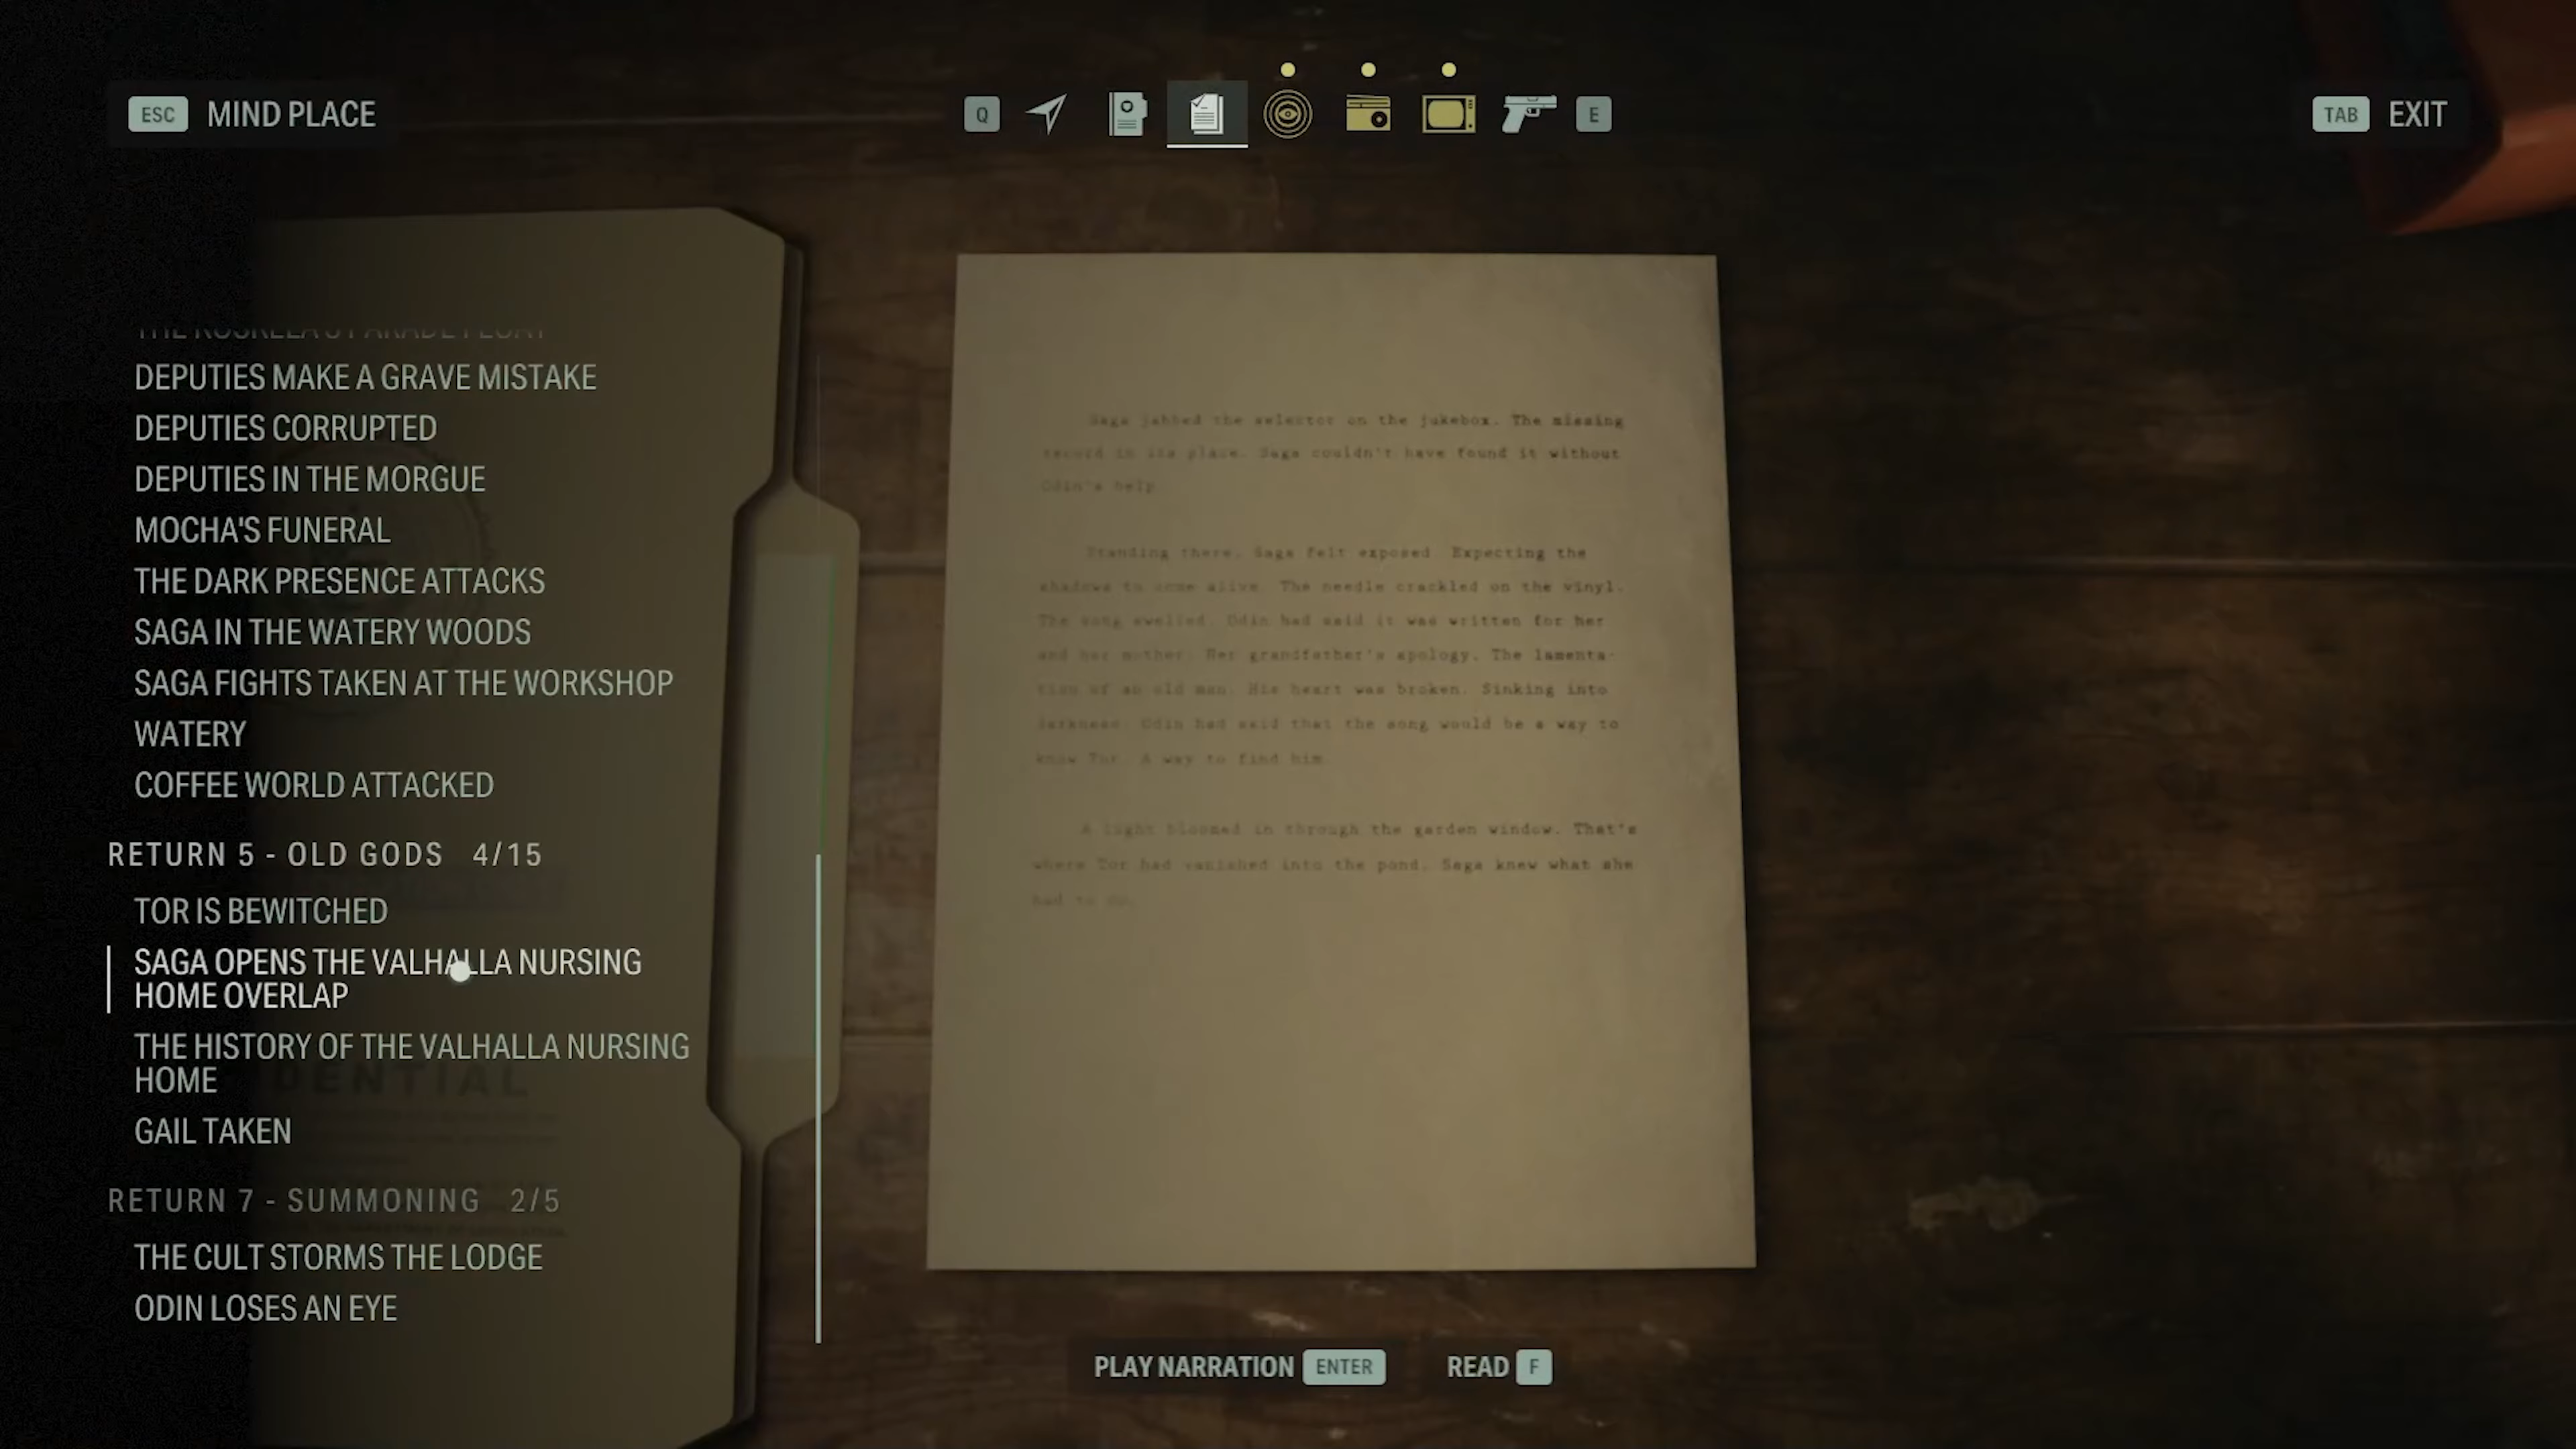 ESC MIND PLACE
Q
E
TAB EXIT
DEPUTIES MAKE A GRAVE MISTAKE
DEPUTIES CORRUPTED
DEPUTIES IN THE MORGUE
MOCHA'S FUNERAL
THE DARK PRESENCE ATTACKS
SAGA IN THE WATERY WOODS
SAGA FIGHTS TAKEN AT THE WORKSHOP
WATERY
COFFEE WORLD ATTACKED
RETURN 5 - OLD GODS 4/15
TOR IS BEWITCHED
SAGA OPENS THE VALHALLA NURSING
HOME OVERLAP
THE HISTORY OF THE VALHALLA NURSING
HOME
GAIL TAKEN
RETURN 7 - SUMMONING 2/5
THE CULT STORMS THE LODGE
ODIN LOSES AN EYE
Saga jabbed the selector on the jukebox. The missing
record in its place. Saga couldn't have found it without
Odin's help.
Standing there, Saga felt exposed. Expecting the
shadows to come alive. The needle crackled on the vinyl.
The song swelled. Odin had said it was written for her
and her mother. Her grandfather's apology. The lamenta-
tion of an old man. His heart was broken. Sinking into
darkness. Odin had said that the song would be a way to
know Tor. A way to find him.
A light bloomed in through the garden window. That's
where Tor had vanished into the pond. Saga knew what she
had to do.
PLAY NARRATION ENTER READ F